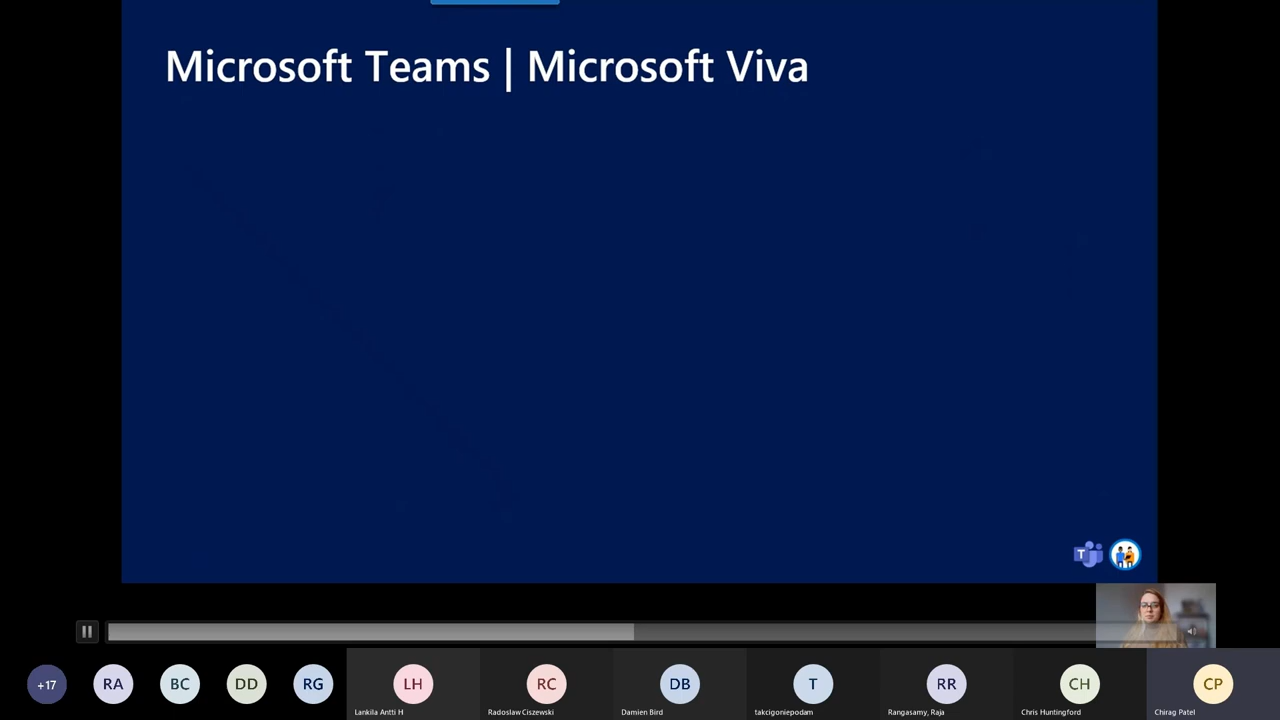 Microsoft Teams | Microsoft Viva
T
+17
RA
BC
DD
RG
LH
RC
DB
T
RR
CH
CP
Lankila Antti H
Radoslaw Ciszewski
Damien Bird
takcigoniepodam
Rangasamy, Raja
Chris Huntingford
Chirag Patel